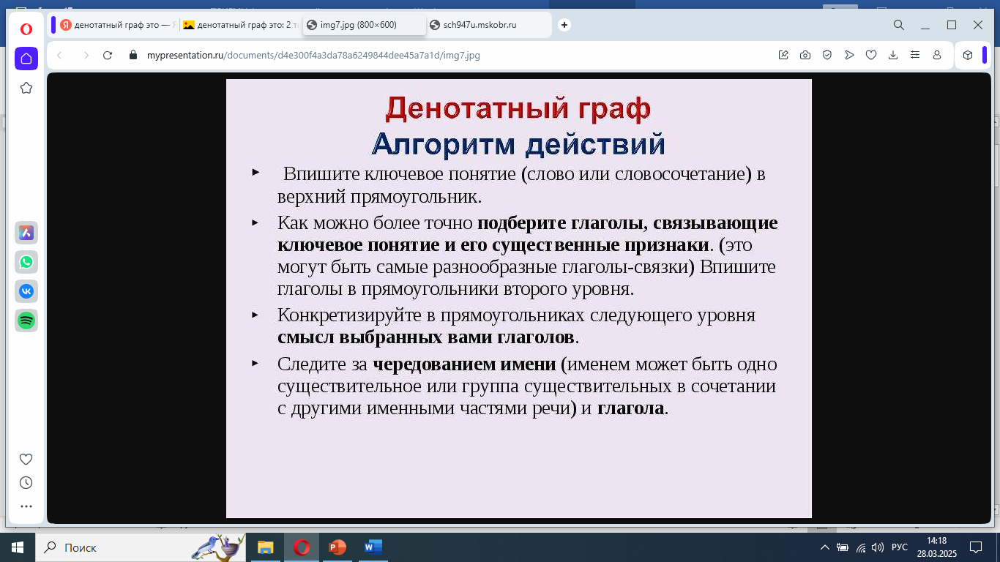 денотатный граф это —
денотатный граф это: 2
img7.jpg (800×600)
sch947u.mskobr.ru
mypresentation.ru/documents/d4e300f4a3da78a6249844dee45a7a1d/img7.jpg
Денотатный граф
Алгоритм действий
Впишите ключевое понятие (слово или словосочетание) в
верхний прямоугольник.
Как можно более точно подберите глаголы, связывающие
ключевое понятие и его существенные признаки. (это
могут быть самые разнообразные глаголы-связки) Впишите
глаголы в прямоугольники второго уровня.
Конкретизируйте в прямоугольниках следующего уровня
смысл выбранных вами глаголов.
Следите за чередованием имени (именем может быть одно
существительное или группа существительных в сочетании
с другими именными частями речи) и глагола.
Поиск
РУС
14:18
28.03.2025